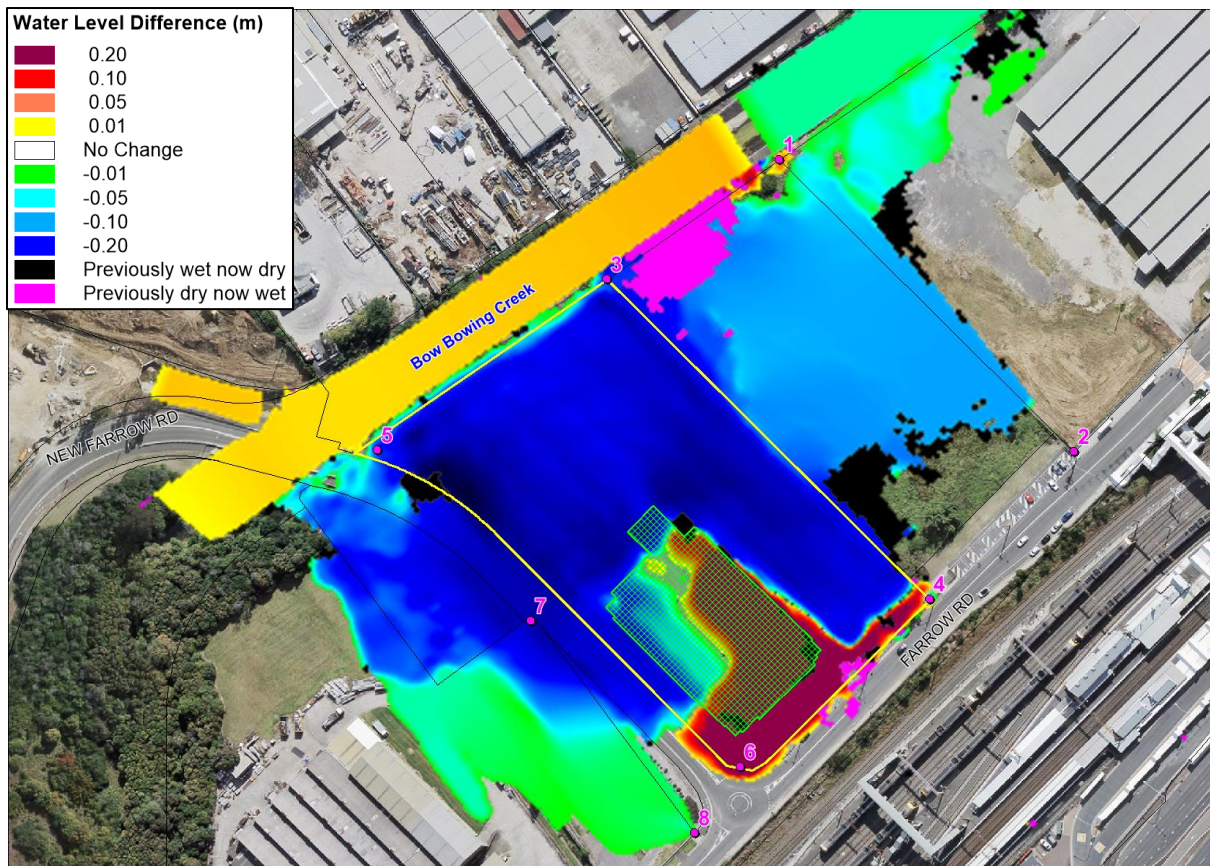 Water Level Difference (m)
0.20
0.10
0.05
0.01
No Change
-0.01
-0.05
-0.10
-0.20
Previously wet now dry
Previously dry now wet
1
3
Bow Bowing Creek
NEW FARROW RD
5
2
4
FARROW RD
7
6
8